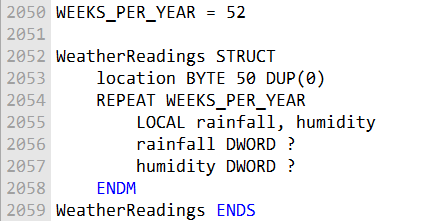 2050 WEEKS_PER_YEAR = 52
2051
2052 WeatherReadings STRUCT
2053     location BYTE 50 DUP(0)
2054     REPEAT WEEKS_PER_YEAR
2055         LOCAL rainfall, humidity
2056         rainfall DWORD ?
2057         humidity DWORD ?
2058     ENDM
2059 WeatherReadings ENDS